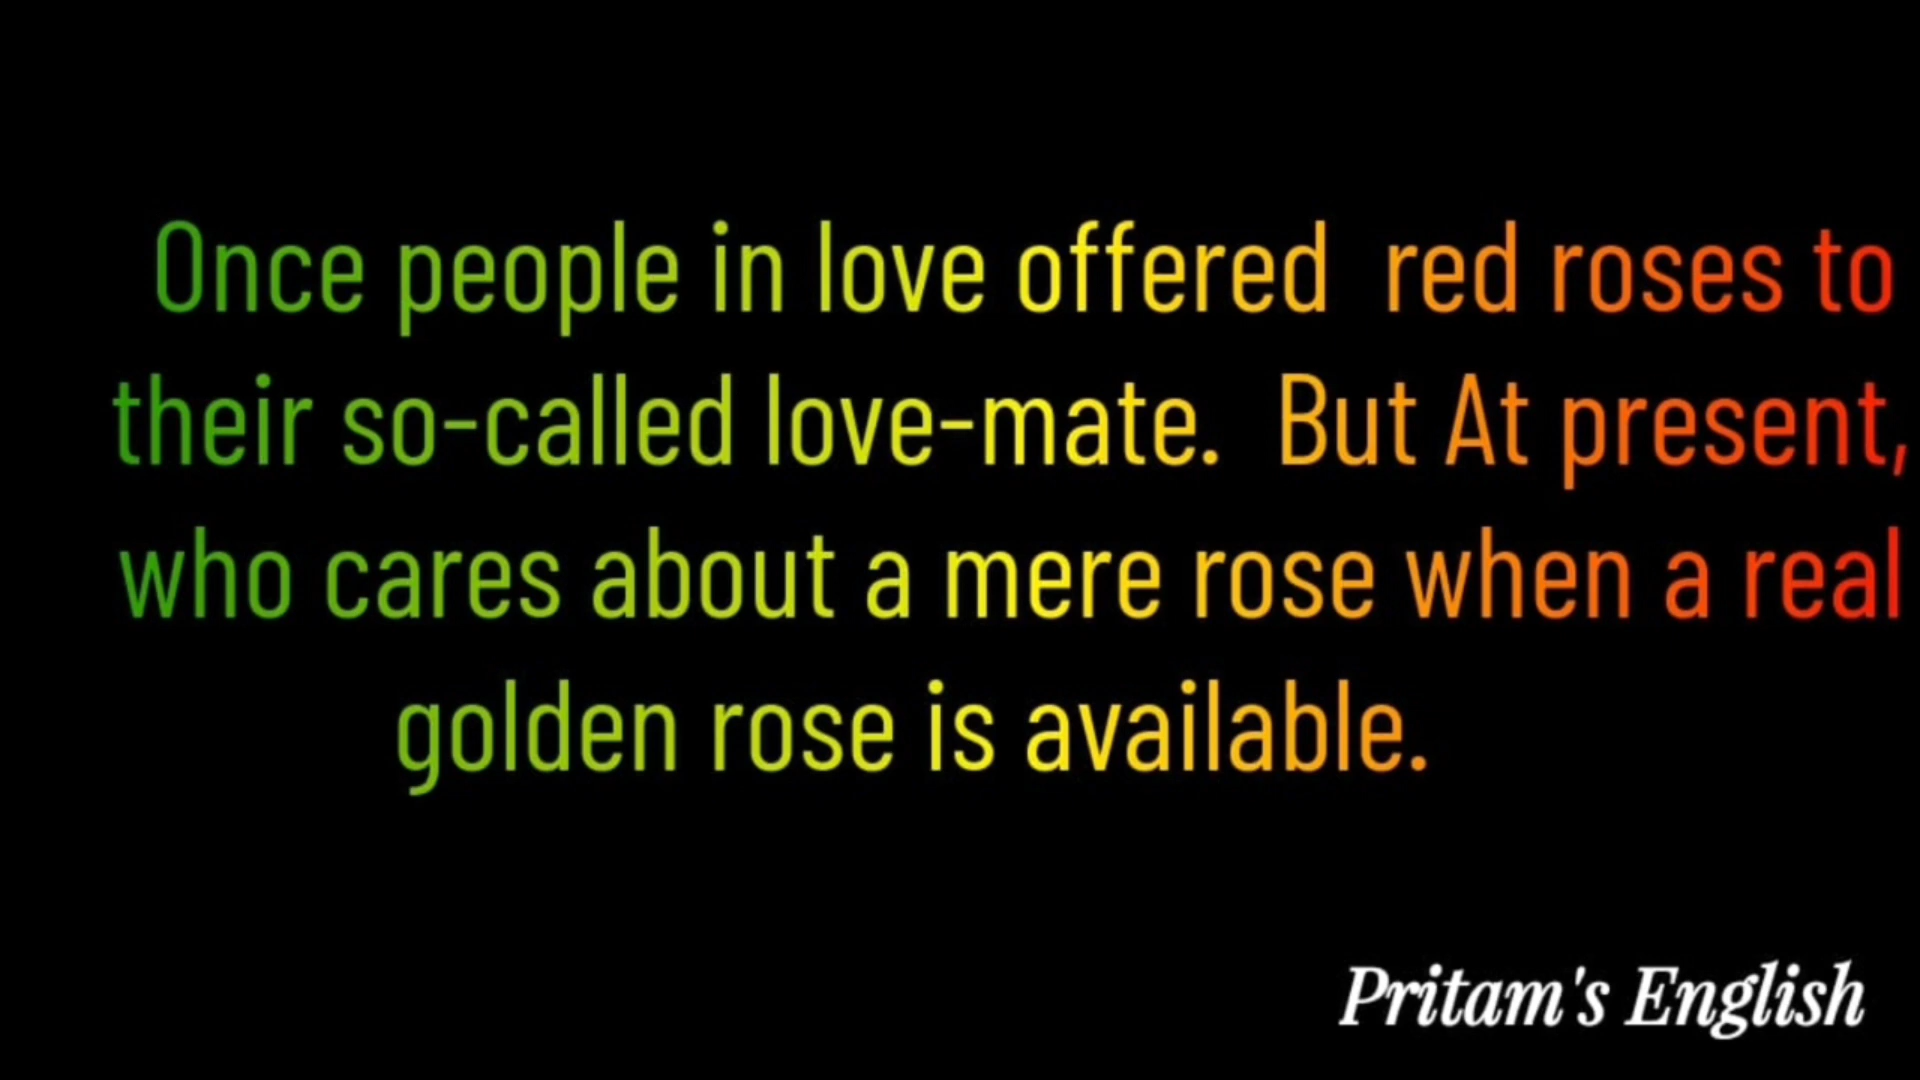 Once people in love offered  red roses to
their so-called love-mate.  But At present,
who cares about a mere rose when a real
golden rose is available.
Pritam's English